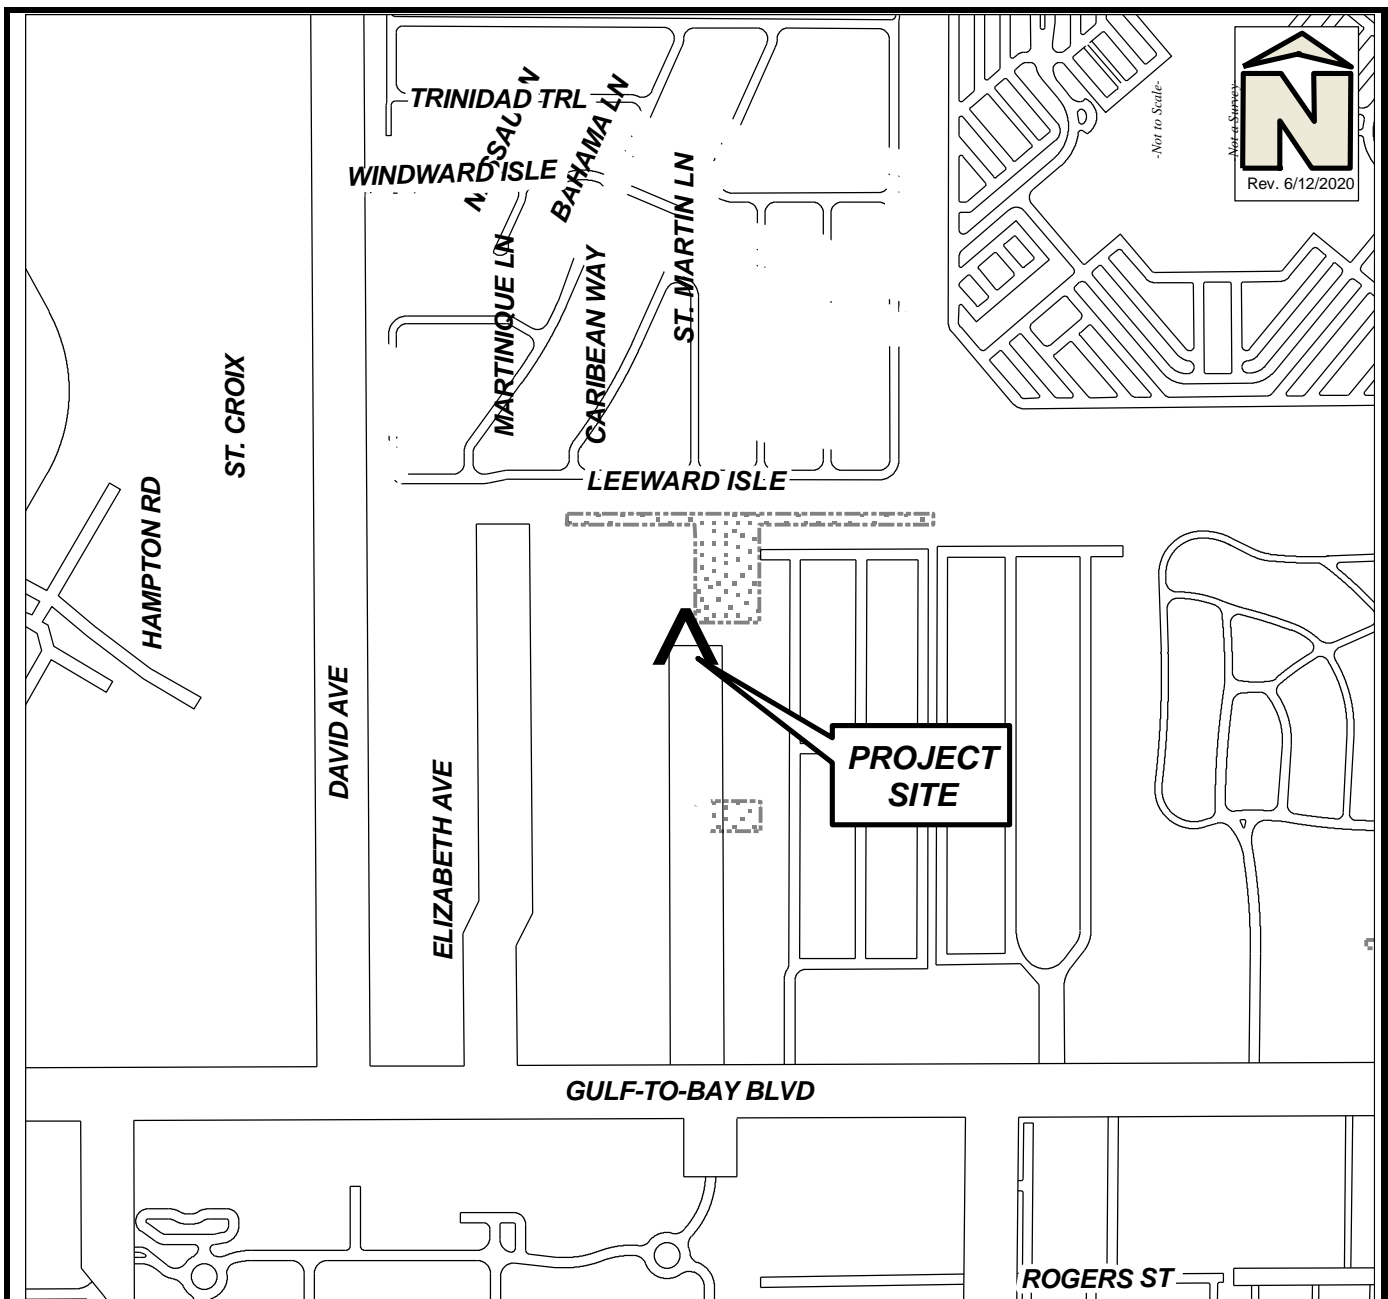 TRINIDAD TRL
NASSAU LN
BAHAMA LN
WINDWARD ISLE
-Not to Scale-
-Not a Survey-
N
Rev. 6/12/2020
ST. MARTIN LN
MARTINIQUE LN
CARIBEAN WAY
ST. CROIX
LEEWARD ISLE
HAMPTON RD
DAVID AVE
ELIZABETH AVE
PROJECT
SITE
GULF-TO-BAY BLVD
ROGERS ST